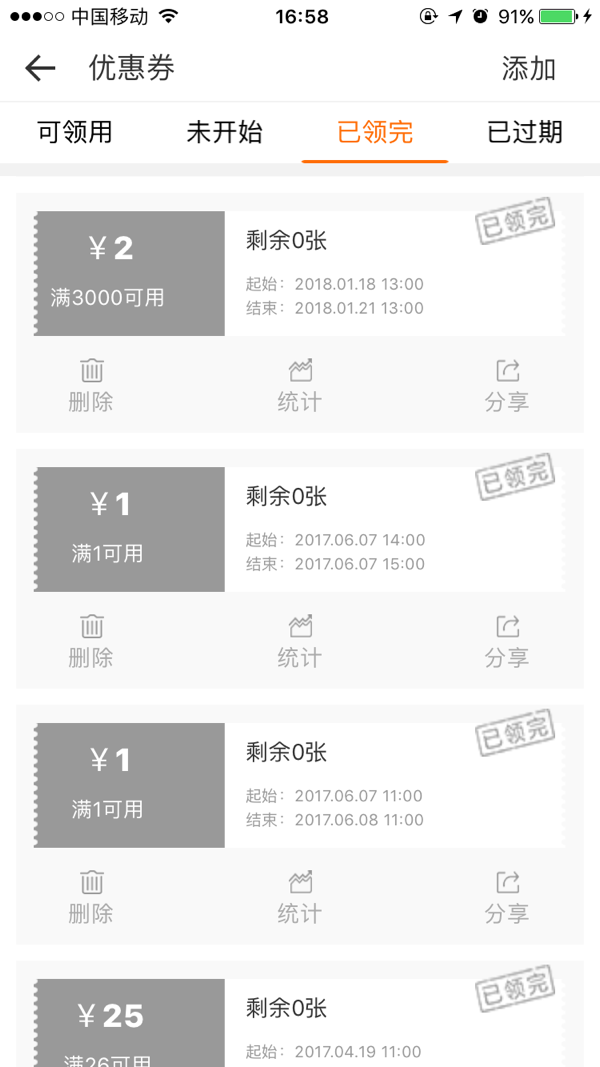 中国移动 16:58 91%
优惠券 添加
可领用 未开始 已领完 已过期
¥2
满3000可用
剩余0张
起始：2018.01.18 13:00
结束：2018.01.21 13:00
已领完
删除 统计 分享
¥1
满1可用
剩余0张
起始：2017.06.07 14:00
结束：2017.06.07 15:00
已领完
删除 统计 分享
¥1
满1可用
剩余0张
起始：2017.06.07 11:00
结束：2017.06.08 11:00
已领完
删除 统计 分享
¥25
满26可用
剩余0张
起始：2017.04.19 11:00
已领完